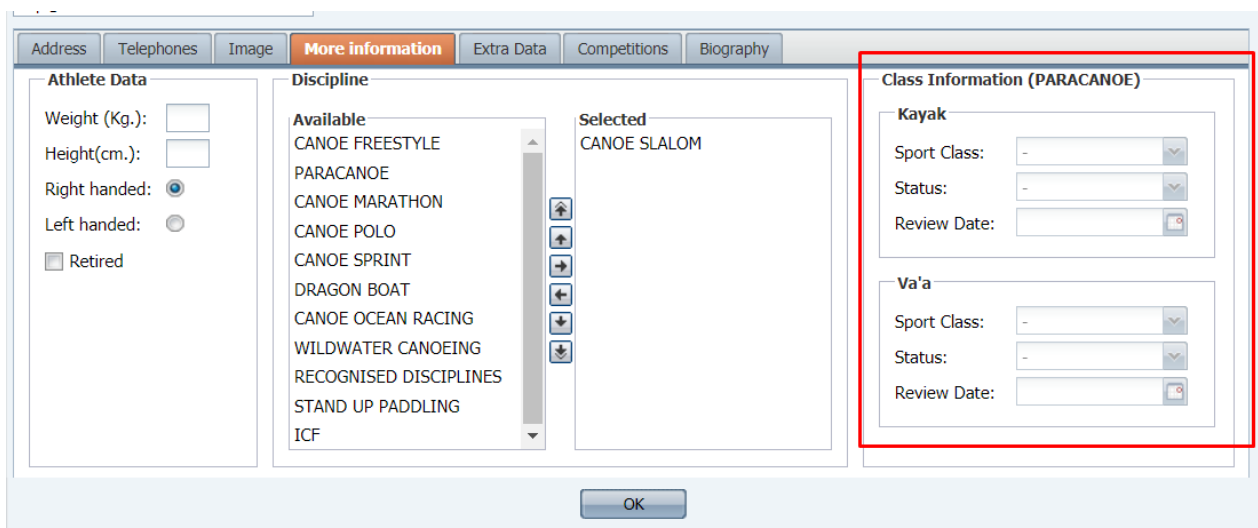 Address Telephones Image More information Extra Data Competitions Biography
Athlete Data
Weight (Kg.):
Height(cm.):
Right handed:
Left handed:
Retired
Discipline
Available
CANOE FREESTYLE
PARACANOE
CANOE MARATHON
CANOE POLO
CANOE SPRINT
DRAGON BOAT
CANOE OCEAN RACING
WILDWATER CANOEING
RECOGNISED DISCIPLINES
STAND UP PADDLING
ICF
Selected
CANOE SLALOM
Class Information (PARACANOE)
Kayak
Sport Class: -
Status: -
Review Date:
Va'a
Sport Class: -
Status: -
Review Date:
OK